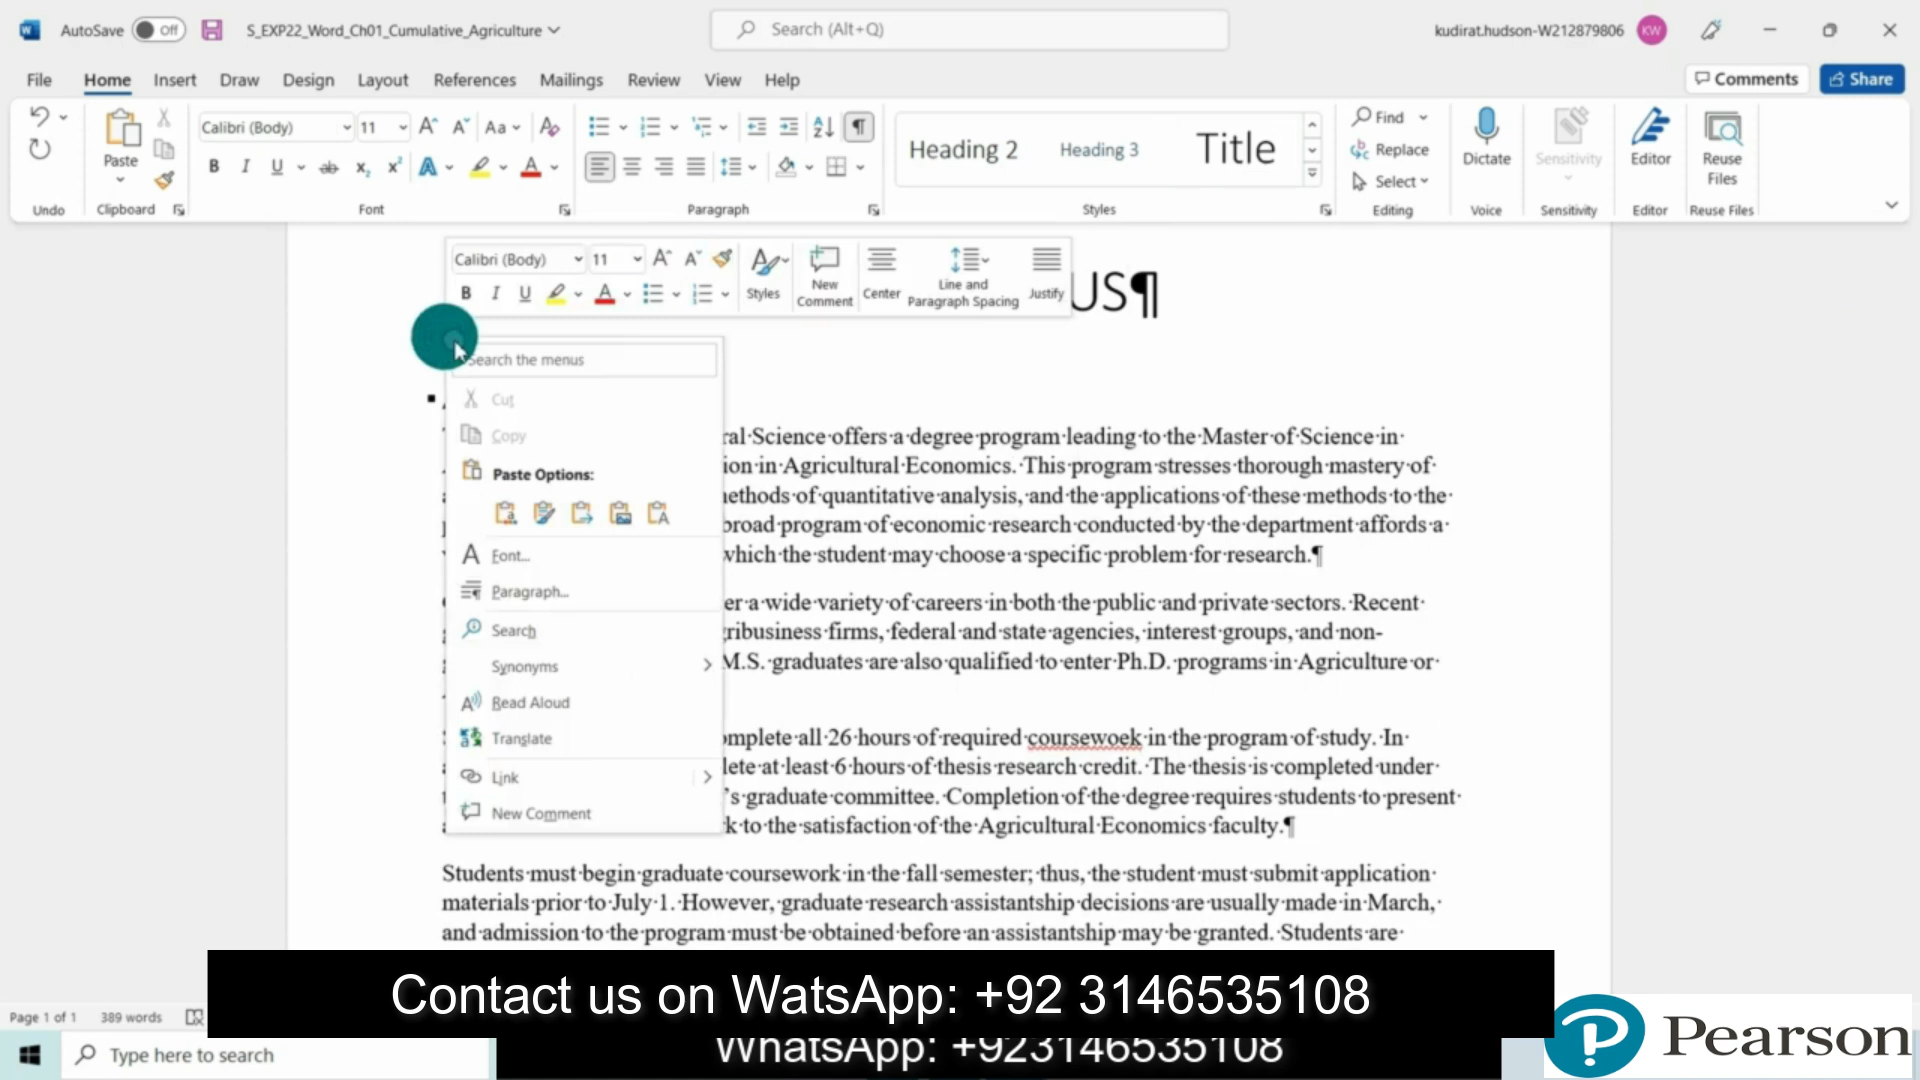 AutoSave Off S_EXP22_Word_Ch01_Cumulative_Agriculture Search (Alt+Q) kudirat.hudson-W212879806 KW
File Home Insert Draw Design Layout References Mailings Review View Help Comments Share
Calibri (Body) 11 Aa
Paste
B I U ab x₂ x² A A
Heading 2 Heading 3 Title
Find
Replace
Select
Dictate Sensitivity Editor Reuse Files
Undo Clipboard Font Paragraph Styles Editing Voice Sensitivity Editor Reuse Files
Calibri (Body) 11
B I U A Styles New Comment Center Line and Paragraph Spacing Justify
US¶
Search the menus
Cut
Copy
Paste Options:
Font...
Paragraph...
Search
Synonyms
Read Aloud
Translate
Link
New Comment
ral·Science·offers·a·degree·program·leading·to·the·Master·of·Science·in·
ion·in·Agricultural·Economics.·This·program·stresses·thorough·mastery·of·
ethods·of·quantitative·analysis,·and·the·applications·of·these·methods·to·the·
broad·program·of·economic·research·conducted·by·the·department·affords·a·
which·the·student·may·choose·a·specific·problem·for·research.¶
er·a·wide·variety·of·careers·in·both·the·public·and·private·sectors.·Recent·
ribusiness·firms,·federal·and·state·agencies,·interest·groups,·and·non-
M.S.·graduates·are·also·qualified·to·enter·Ph.D.·programs·in·Agriculture·or·
mplete·all·26·hours·of·required·coursewoek·in·the·program·of·study.·In·
lete·at·least·6·hours·of·thesis·research·credit.·The·thesis·is·completed·under·
's·graduate·committee.·Completion·of·the·degree·requires·students·to·present·
k·to·the·satisfaction·of·the·Agricultural·Economics·faculty.¶
Students·must·begin·graduate·coursework·in·the·fall·semester;·thus,·the·student·must·submit·application·
materials·prior·to·July·1.·However,·graduate·research·assistantship·decisions·are·usually·made·in·March,·
and·admission·to·the·program·must·be·obtained·before·an·assistantship·may·be·granted.·Students·are·
Contact us on WatsApp: +92 3146535108
Page 1 of 1 389 words
Type here to search
WhatsApp: +923146535108
Pearson